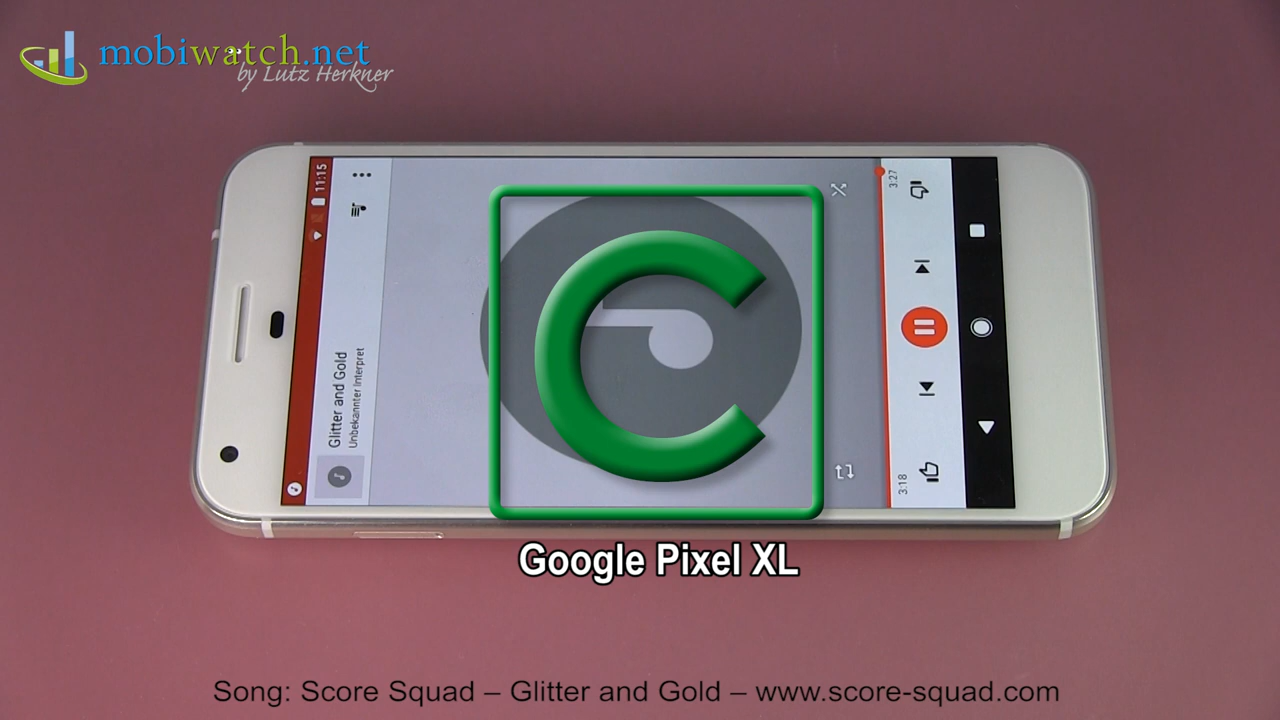 mobiwatch.net
by Lutz Herkner
11:15
Glitter and Gold
Unbekannter Interpret
3:18
3:27
C
Google Pixel XL
Song: Score Squad – Glitter and Gold – www.score-squad.com